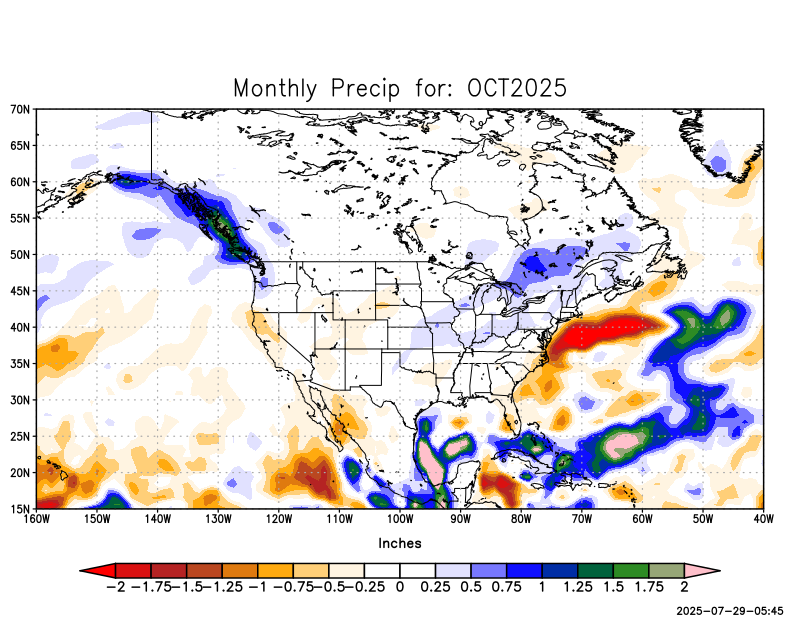 Monthly Precip for: OCT2025
70N
65N
60N
55N
50N
45N
40N
35N
30N
25N
20N
15N
160W 150W 140W 130W 120W 110W 100W 90W 80W 70W 60W 50W 40W
Inches
-2 -1.75 -1.5 -1.25 -1 -0.75 -0.5 -0.25 0 0.25 0.5 0.75 1 1.25 1.5 1.75 2
2025-07-29-05:45